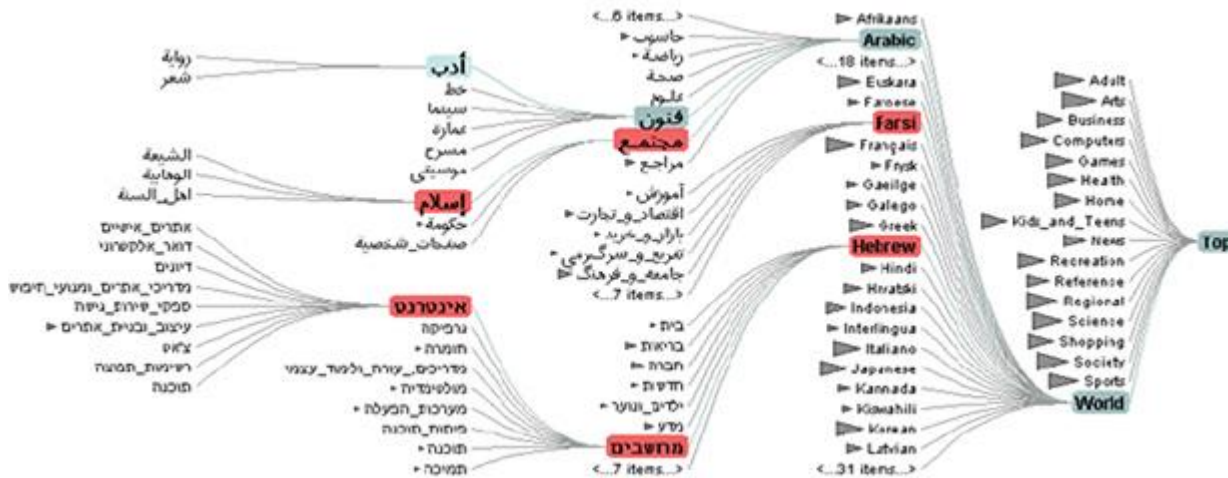 Top
Adult
Arts
Business
Computers
Games
Health
Home
Kids_and_Teens
News
Recreation
Reference
Regional
Science
Shopping
Society
Sports
World
Afrikaans
Arabic
<...18 items...>
Euskara
Faroese
Farsi
Français
Frysk
Gaeilge
Galego
Greek
Hebrew
Hindi
Hrvatski
Indonesia
Interlingua
Italiano
Japanese
Kannada
Kiswahili
Korean
Latvian
<...31 items...>
<...6 items...>
حاسوب
رياضة
صحة
علوم
فنون
مجتمع
مراجع
آموزش
اقتصاد_و_تجارت
بازار_و_خرید
تفریح_و_سرگرمی
جامعه_و_فرهنگ
<...7 items...>
בית
בריאות
חברה
חדשות
ילדים_ונוער
מדע
מחשבים
<...7 items...>
أدب
خط
سينما
عمارة
مسرح
موسيقى
إسلام
حكومة
صفحات_شخصية
אינטרנט
גרפיקה
חומרה
מדריכים,_עזרה_ולימוד_עצמי
מולטימדיה
מערכות_הפעלה
פיתוח_תוכנה
תוכנה
תמיכה
رواية
شعر
الشيعة
الوهابية
اهل_السنة
אתרים_אישיים
דואר_אלקטרוני
דיונים
מדריכי_אתרים_ומנועי_חיפוש
ספקי_שירות_גישה
עיצוב_ובניית_אתרים
צ'אט
רשימות_תפוצה
תוכנה